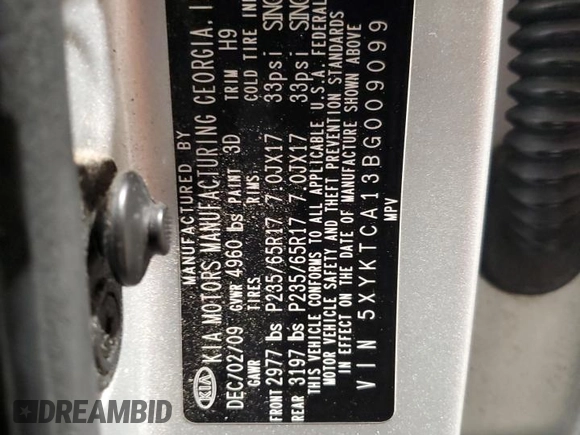 MANUFACTURED BY
KIA KIA MOTORS MANUFACTURING GEORGIA, I
DEC/02/09 GVWR 4960 lbs PAINT 3D TRIM H9
GAWR TIRES RIMS: COLD TIRE INF
FRONT 2977 lbs P235/65R17 7.0JX17 33psi SING
REAR 3197 lbs P235/65R17 7.0JX17 33psi SING
THIS VEHICLE CONFORMS TO ALL APPLICABLE U.S.A. FEDERAL
MOTOR VEHICLE SAFETY AND THEFT PREVENTION STANDARDS
IN EFFECT ON THE DATE OF MANUFACTURE SHOWN ABOVE
VIN 5XYKTCA13BG009099
MPV
DREAMBID